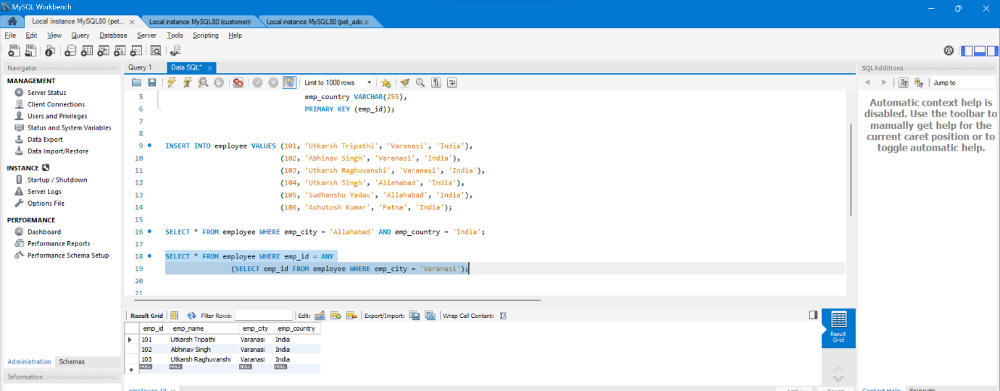 MySQL Workbench
Local instance MySQL80 (pet... × Local instance MySQL80 (customer)× Local instance MySQL80 (pet_ado..×
File Edit View Query Database Server Tools Scripting Help
Navigator
MANAGEMENT
Server Status
Client Connections
Users and Privileges
Status and System Variables
Data Export
Data Import/Restore
INSTANCE
Startup / Shutdown
Server Logs
Options File
PERFORMANCE
Dashboard
Performance Reports
Performance Schema Setup
Administration Schemas
Information
Query 1 Data SQL* ×
Limit to 1000 rows
5 emp_country VARCHAR(255),
6 PRIMARY KEY (emp_id));
7
8
9 INSERT INTO employee VALUES (101, 'Utkarsh Tripathi', 'Varanasi', 'India'),
10 (102, 'Abhinav Singh', 'Varanasi', 'India'),
11 (103, 'Utkarsh Raghuvanshi', 'Varanasi', 'India'),
12 (104, 'Utkarsh Singh', 'Allahabad', 'India'),
13 (105, 'Sudhanshu Yadav', 'Allahabad', 'India'),
14 (106, 'Ashutosh Kumar', 'Patna', 'India');
15
16 SELECT * FROM employee WHERE emp_city = 'Allahabad' AND emp_country = 'India';
17
18 SELECT * FROM employee WHERE emp_id = ANY
19 (SELECT emp_id FROM employee WHERE emp_city = 'Varanasi');
20
21
Result Grid Filter Rows: Edit: Export/Import: Wrap Cell Content:
emp_id emp_name emp_city emp_country
101 Utkarsh Tripathi Varanasi India
102 Abhinav Singh Varanasi India
103 Utkarsh Raghuvanshi Varanasi India
NULL NULL NULL NULL
Result
Grid
employee 19 ×
Apply Revert
SQLAdditions
Jump to
Automatic context help is
disabled. Use the toolbar to
manually get help for the
current caret position or to
toggle automatic help.
Context Help Snippets